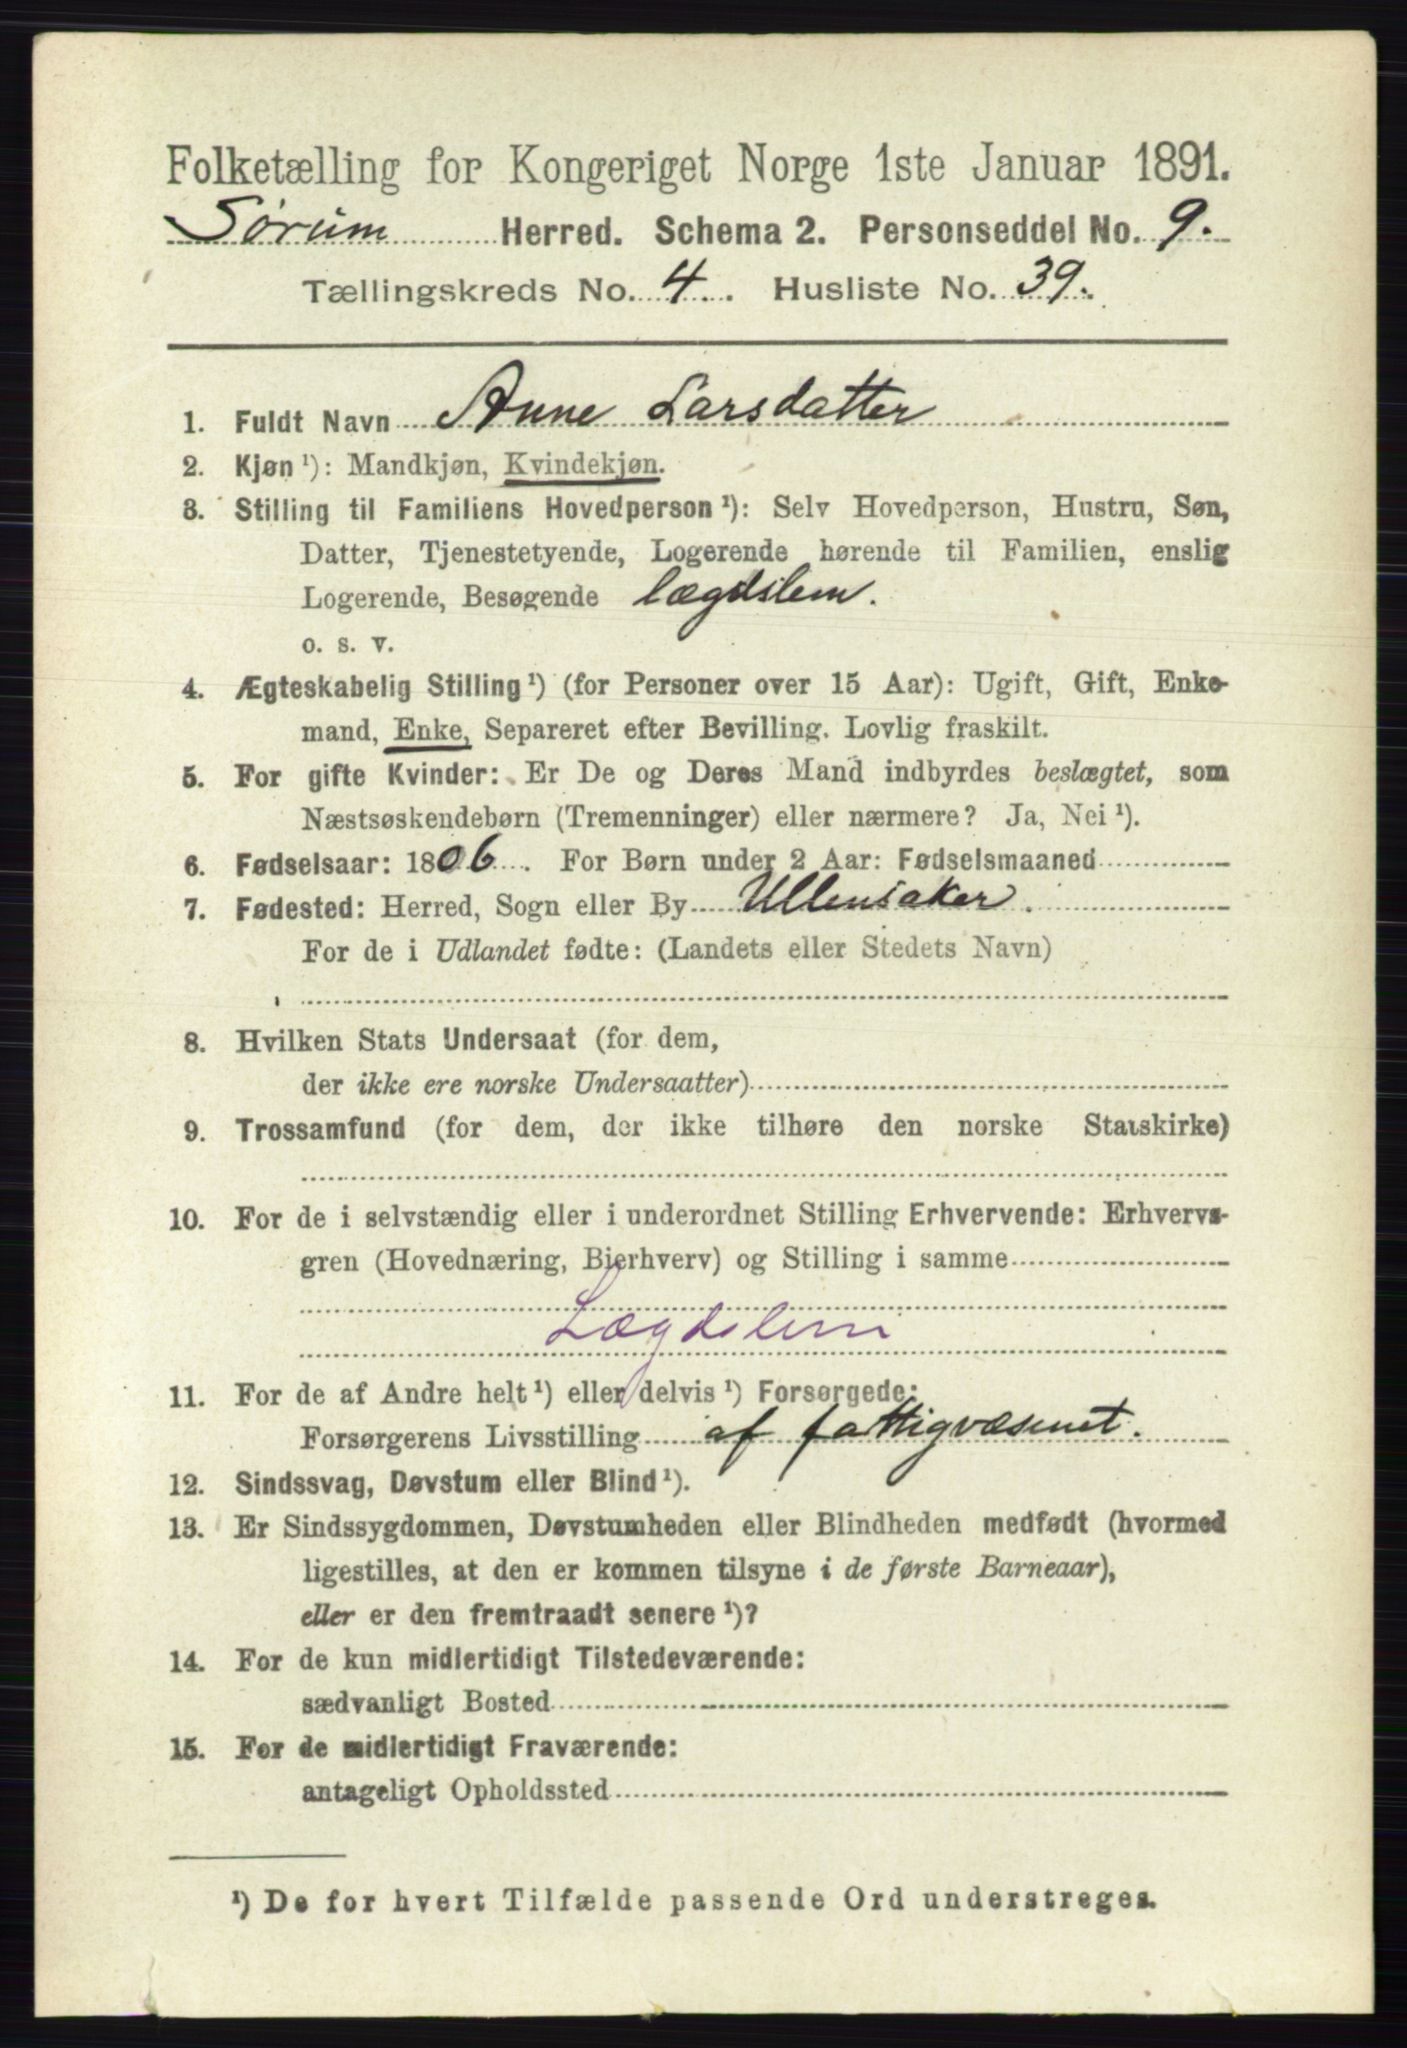 Folketælling for Kongeriget Norge 1ste Januar 1891.
Sørum Herred. Schema 2. Personseddel No. 9.
Tællingskreds No. 4. Husliste No. 39.
1. Fuldt Navn Anne Larsdatter
2. Kjøn¹): Mandkjøn, Kvindekjøn.
3. Stilling til Familiens Hovedperson¹): Selv Hovedperson, Hustru, Søn,
Datter, Tjenestetyende, Logerende hørende til Familien, enslig
Logerende, Besøgende lægdslem.
o. s. v.
4. Ægteskabelig Stilling¹) (for Personer over 15 Aar): Ugift, Gift, Enke-
mand, Enke, Separeret efter Bevilling. Lovlig fraskilt.
5. For gifte Kvinder: Er De og Deres Mand indbyrdes beslægtet, som
Næstsøskendebørn (Tremenninger) eller nærmere? Ja, Nei¹).
6. Fødselsaar: 1806. For Børn under 2 Aar: Fødselsmaaned
7. Fødested: Herred, Sogn eller By Ullensaker.
For de i Udlandet fødte: (Landets eller Stedets Navn)
8. Hvilken Stats Undersaat (for dem,
der ikke ere norske Undersaatter)
9. Trossamfund (for dem, der ikke tilhøre den norske Statskirke)
10. For de i selvstændig eller i underordnet Stilling Erhvervende: Erhvervs-
gren (Hovednæring, Bierhverv) og Stilling i samme
Lægdslem
11. For de af Andre helt¹) eller delvis¹) Forsørgede:
Forsørgerens Livsstilling af fattigvæsenet.
12. Sindssvag, Døvstum eller Blind¹).
13. Er Sindssygdommen, Døvstumheden eller Blindheden medfødt (hvormed
ligestilles, at den er kommen tilsyne i de første Barneaar),
eller er den fremtraadt senere¹)?
14. For de kun midlertidigt Tilstedeværende:
sædvanligt Bosted
15. For de midlertidigt Fraværende:
antageligt Opholdssted
¹) De for hvert Tilfælde passende Ord understreges.